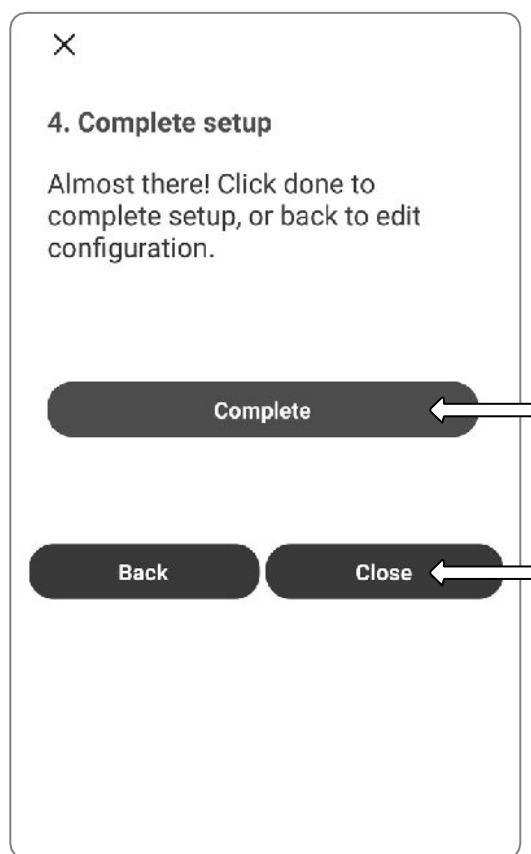 4. Complete setup
Almost there! Click done to
complete setup, or back to edit
configuration.
Complete
Back Close